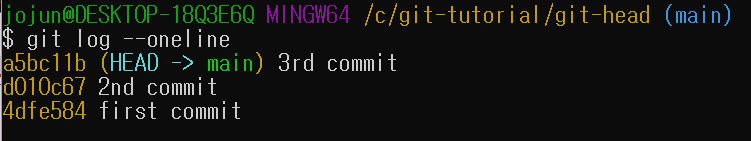 jojun@DESKTOP-18Q3E6Q MINGW64 /c/git-tutorial/git-head (main)
$ git log --oneline
a5bc11b (HEAD -> main) 3rd commit
d010c67 2nd commit
4dfe584 first commit